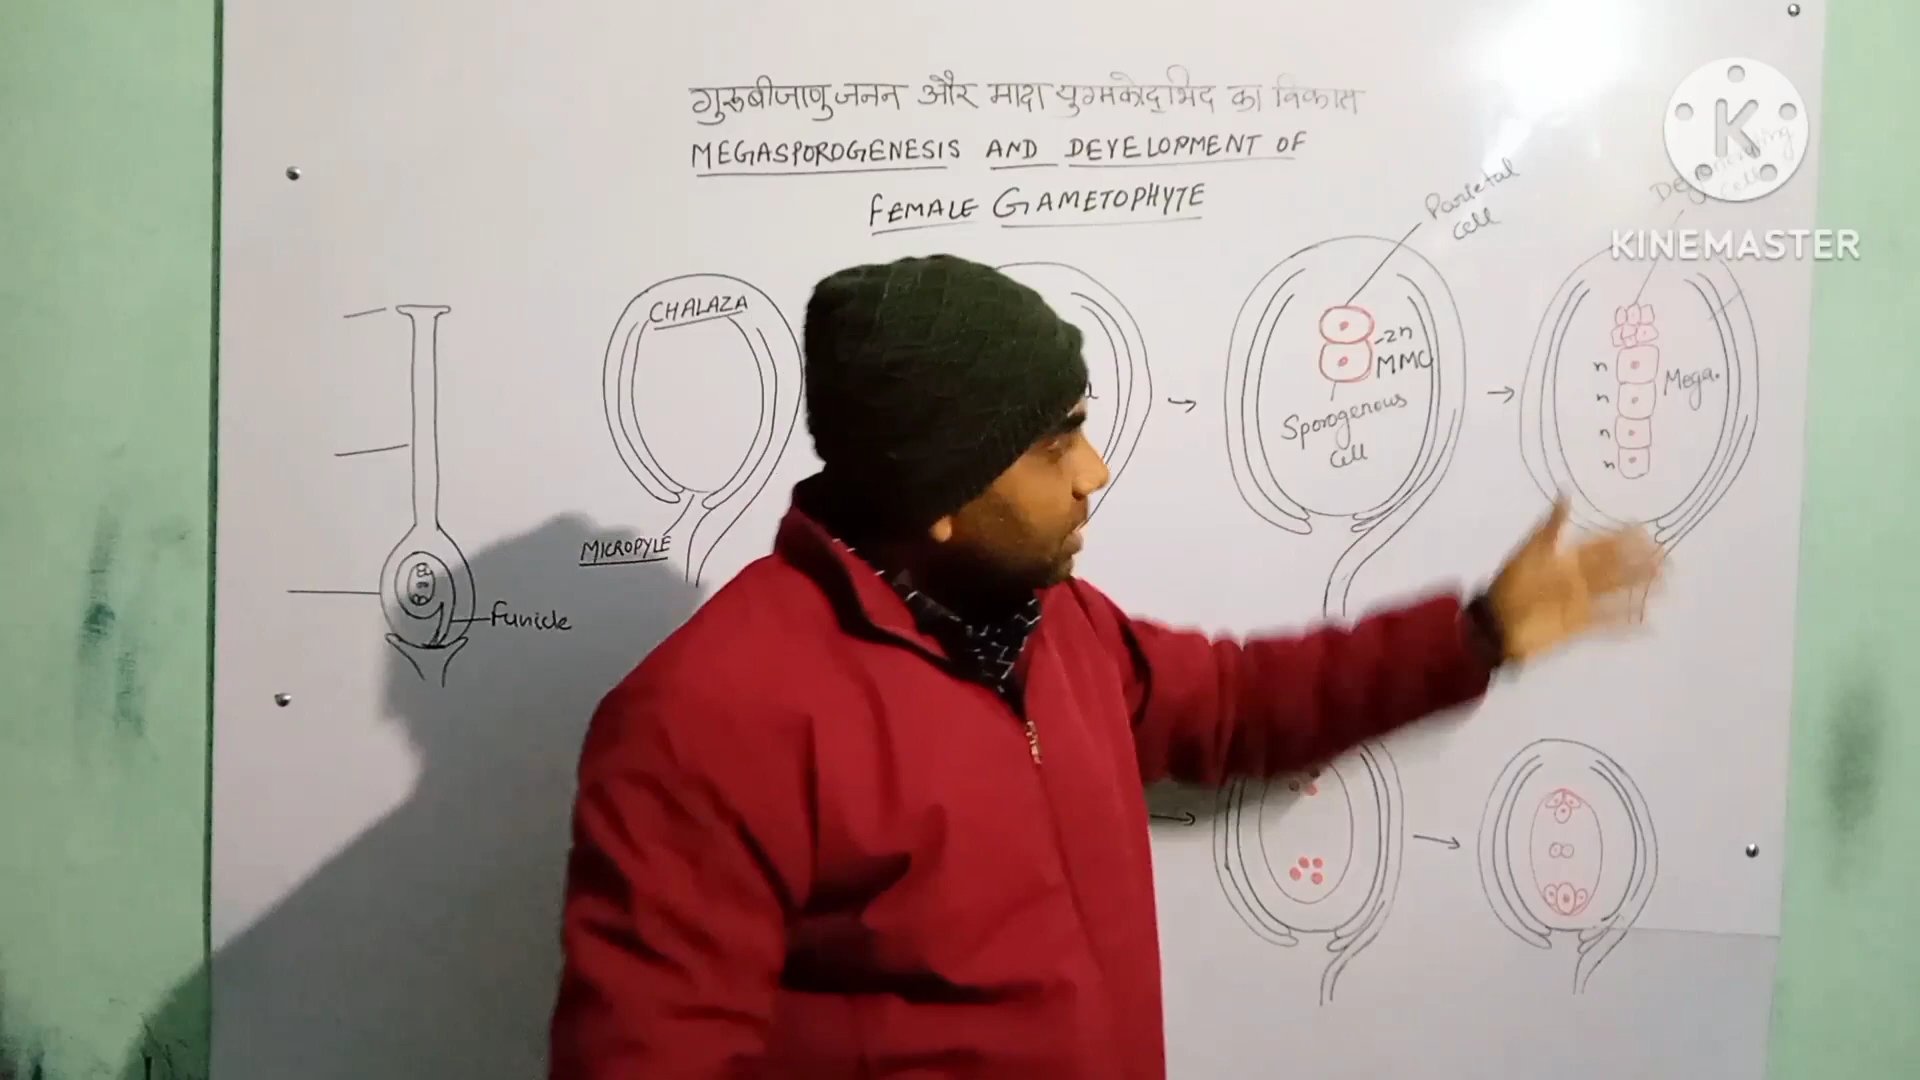 गुरूबीजाणुजनन और मादा युग्मकोद्भिद का विकास
MEGASPOROGENESIS AND DEVELOPMENT OF
FEMALE GAMETOPHYTE
K
KINEMASTER
Parietal
cell
CHALAZA
-2n
MMC
Sporogenous
cell
n
n
n
n
Mega.
MICROPYLE
Funicle